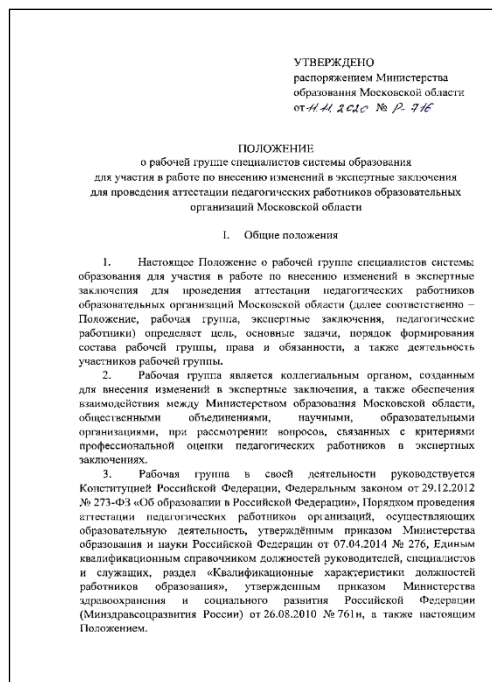 УТВЕРЖДЕНО
распоряжением Министерства
образования Московской области
от 11.11.2020 № Р-716
ПОЛОЖЕНИЕ
о рабочей группе специалистов системы образования
для участия в работе по внесению изменений в экспертные заключения
для проведения аттестации педагогических работников образовательных
организаций Московской области
I. Общие положения
1. Настоящее Положение о рабочей группе специалистов системы
образования для участия в работе по внесению изменений в экспертные
заключения для проведения аттестации педагогических работников
образовательных организаций Московской области (далее соответственно –
Положение, рабочая группа, экспертные заключения, педагогические
работники) определяет цель, основные задачи, порядок формирования
состава рабочей группы, права и обязанности, а также деятельность
участников рабочей группы.
2. Рабочая группа является коллегиальным органом, созданным
для внесения изменений в экспертные заключения, а также обеспечения
взаимодействия между Министерством образования Московской области,
общественными объединениями, научными, образовательными
организациями, при рассмотрении вопросов, связанных с критериями
профессиональной оценки педагогических работников в экспертных
заключениях.
3. Рабочая группа в своей деятельности руководствуется
Конституцией Российской Федерации, Федеральным законом от 29.12.2012
№ 273-ФЗ «Об образовании в Российской Федерации», Порядком проведения
аттестации педагогических работников организаций, осуществляющих
образовательную деятельность, утверждённым приказом Министерства
образования и науки Российской Федерации от 07.04.2014 № 276, Единым
квалификационным справочником должностей руководителей, специалистов
и служащих, раздел «Квалификационные характеристики должностей
работников образования», утвержденным приказом Министерства
здравоохранения и социального развития Российской Федерации
(Минздравсоцразвития России) от 26.08.2010 № 761н, а также настоящим
Положением.